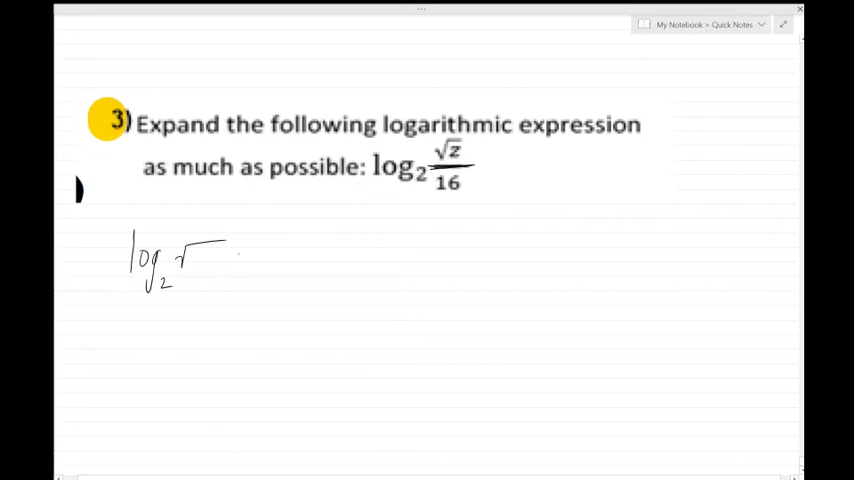 My Notebook > Quick Notes
3) Expand the following logarithmic expression
as much as possible: log₂ √z/16
log₂ √